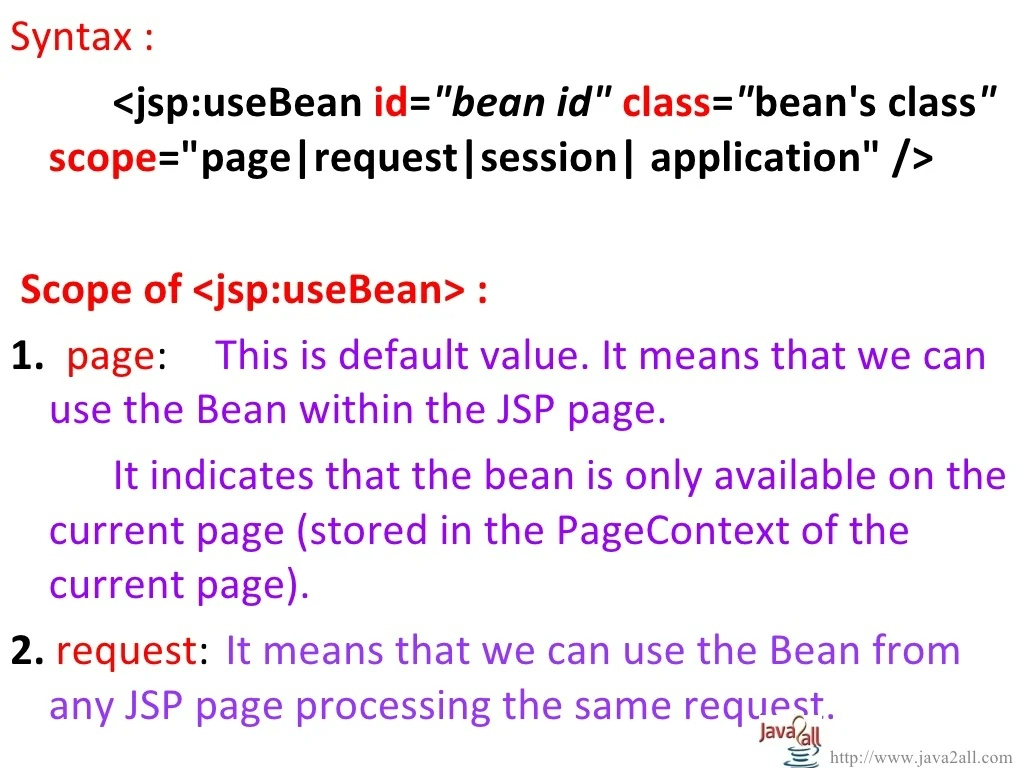 Syntax :
<jsp:useBean id="bean id" class="bean's class"
scope="page|request|session| application" />
Scope of <jsp:useBean> :
1. page: This is default value. It means that we can
use the Bean within the JSP page.
It indicates that the bean is only available on the
current page (stored in the PageContext of the
current page).
2. request: It means that we can use the Bean from
any JSP page processing the same request.
Java2all
http://www.java2all.com